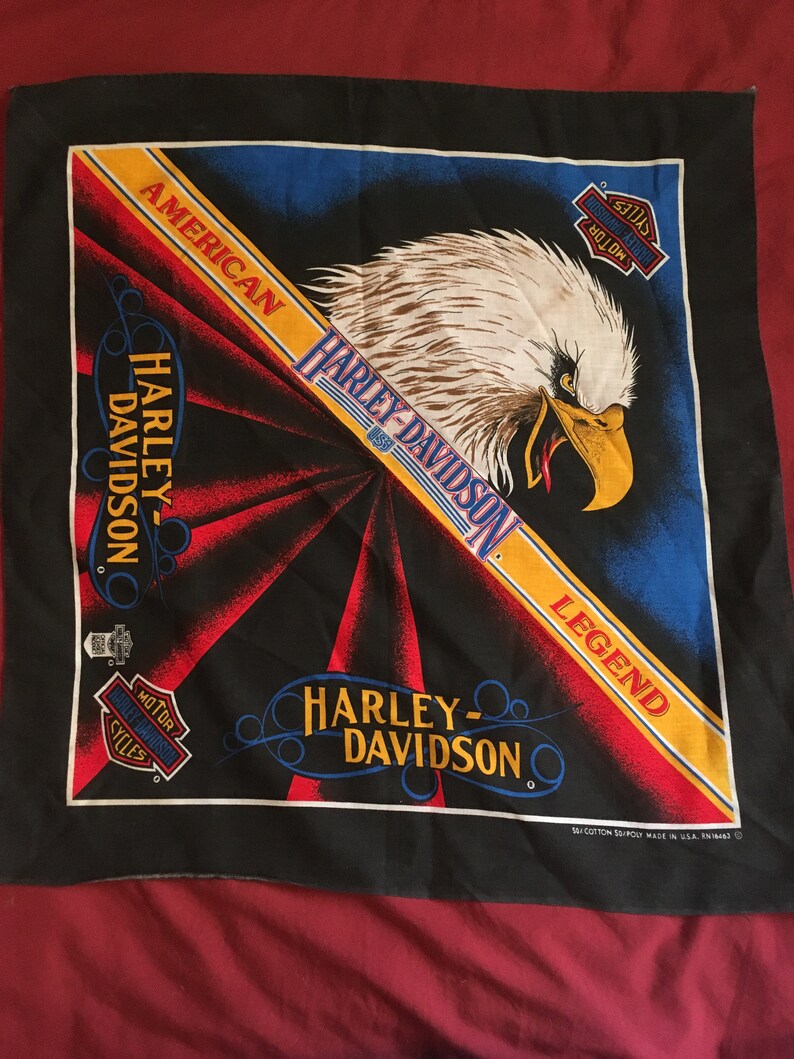 AMERICAN
HARLEY-DAVIDSON
USA
LEGEND
MOTOR
HARLEY-DAVIDSON
CYCLES
HARLEY-
DAVIDSON
®
MOTOR
HARLEY-DAVIDSON
CYCLES
®
HARLEY-
DAVIDSON
®
50% COTTON 50% POLY MADE IN U.S.A. RN16463 ©